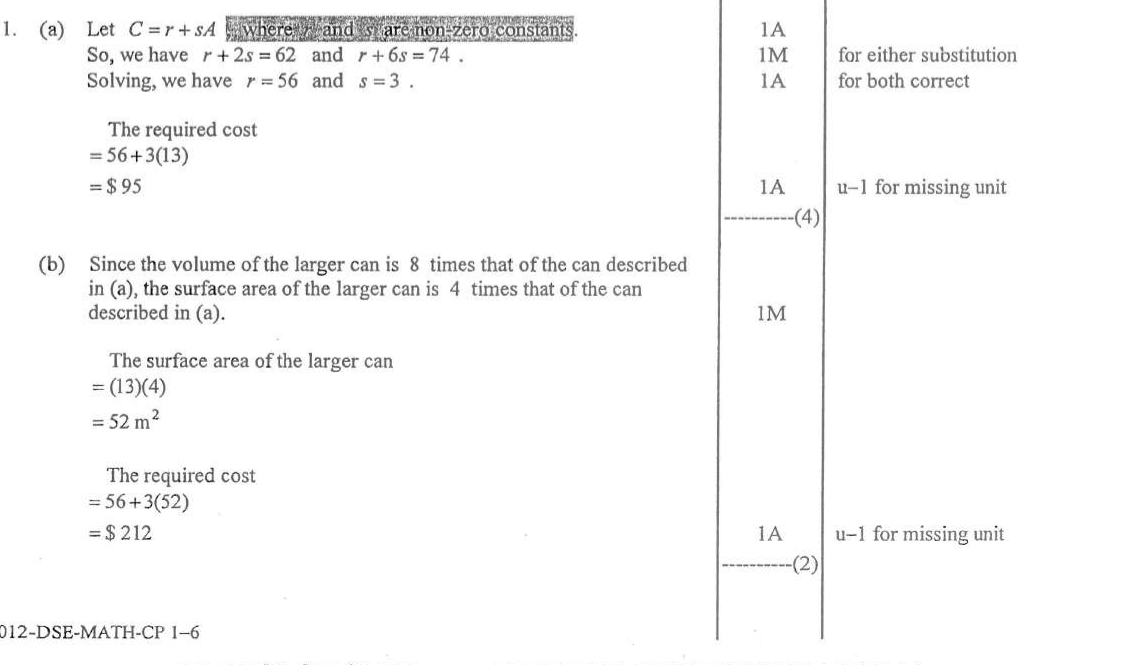 1. (a) Let C = r + sA, where r and s are non-zero constants. 1A
So, we have r + 2s = 62 and r + 6s = 74 . 1M for either substitution
Solving, we have r = 56 and s = 3 . 1A for both correct
The required cost
= 56 + 3(13)
= $ 95 1A u–1 for missing unit
----------(4)
(b) Since the volume of the larger can is 8 times that of the can described
in (a), the surface area of the larger can is 4 times that of the can
described in (a). 1M
The surface area of the larger can
= (13)(4)
= 52 m²
The required cost
= 56 + 3(52)
= $ 212 1A u–1 for missing unit
----------(2)
012-DSE-MATH-CP 1–6